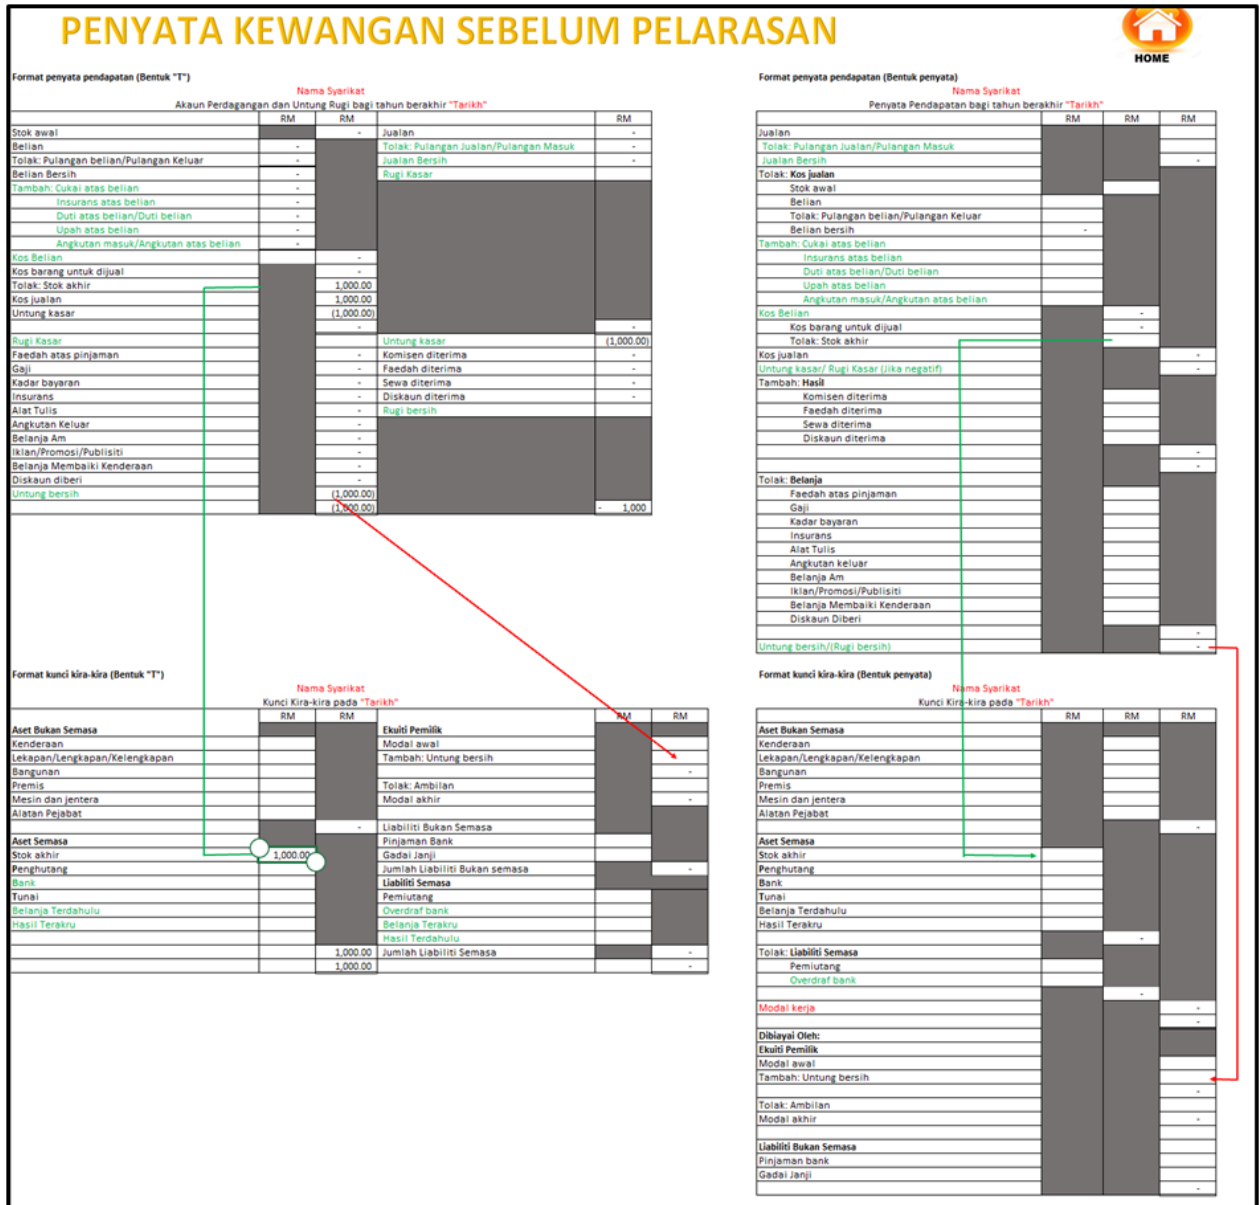 PENYATA KEWANGAN SEBELUM PELARASAN
HOME
Format penyata pendapatan (Bentuk "T")
Nama Syarikat
Akaun Perdagangan dan Untung Rugi bagi tahun berakhir "Tarikh"
RM RM RM
Stok awal - Jualan -
Belian - Tolak: Pulangan Jualan/Pulangan Masuk -
Tolak: Pulangan belian/Pulangan Keluar - Jualan Bersih -
Belian Bersih - Rugi Kasar
Tambah: Cukai atas belian -
Insurans atas belian -
Duti atas belian/Duti belian -
Upah atas belian -
Angkutan masuk/Angkutan atas belian -
Kos Belian -
Kos barang untuk dijual -
Tolak: Stok akhir 1,000.00
Kos jualan 1,000.00
Untung kasar (1,000.00)
- -
Rugi Kasar Untung kasar (1,000.00)
Faedah atas pinjaman - Komisen diterima -
Gaji - Faedah diterima -
Kadar bayaran - Sewa diterima -
Insurans - Diskaun diterima -
Alat Tulis - Rugi bersih
Angkutan Keluar -
Belanja Am -
Iklan/Promosi/Publisiti -
Belanja Membaiki Kenderaan -
Diskaun diberi -
Untung bersih (1,000.00)
(1,000.00) - 1,000
Format penyata pendapatan (Bentuk penyata)
Nama Syarikat
Penyata Pendapatan bagi tahun berakhir "Tarikh"
RM RM RM
Jualan
Tolak: Pulangan Jualan/Pulangan Masuk
Jualan Bersih -
Tolak: Kos jualan
Stok awal
Belian
Tolak: Pulangan belian/Pulangan Keluar
Belian bersih -
Tambah: Cukai atas belian
Insurans atas belian
Duti atas belian/Duti belian
Upah atas belian
Angkutan masuk/Angkutan atas belian
Kos Belian -
Kos barang untuk dijual -
Tolak: Stok akhir
Kos jualan -
Untung kasar/ Rugi Kasar (Jika negatif) -
Tambah: Hasil
Komisen diterima
Faedah diterima
Sewa diterima
Diskaun diterima
-
-
Tolak: Belanja
Faedah atas pinjaman
Gaji
Kadar bayaran
Insurans
Alat Tulis
Angkutan keluar
Belanja Am
Iklan/Promosi/Publisiti
Belanja Membaiki Kenderaan
Diskaun Diberi
-
Untung bersih/(Rugi bersih) -
Format kunci kira-kira (Bentuk "T")
Nama Syarikat
Kunci Kira-kira pada "Tarikh"
RM RM RM RM
Aset Bukan Semasa Ekuiti Pemilik
Kenderaan Modal awal
Lekapan/Lengkapan/Kelengkapan Tambah: Untung bersih
Bangunan -
Premis Tolak: Ambilan
Mesin dan jentera Modal akhir -
Alatan Pejabat
- Liabiliti Bukan Semasa
Aset Semasa Pinjaman Bank
Stok akhir 1,000.00 Gadai Janji
Penghutang Jumlah Liabiliti Bukan semasa -
Bank Liabiliti Semasa
Tunai Pemiutang
Belanja Terdahulu Overdraf bank
Hasil Terakru Belanja Terakru
Hasil Terdahulu
1,000.00 Jumlah Liabiliti Semasa -
1,000.00 -
Format kunci kira-kira (Bentuk penyata)
Nama Syarikat
Kunci Kira-kira pada "Tarikh"
RM RM RM
Aset Bukan Semasa
Kenderaan
Lekapan/Lengkapan/Kelengkapan
Bangunan
Premis
Mesin dan jentera
Alatan Pejabat
-
Aset Semasa
Stok akhir
Penghutang
Bank
Tunai
Belanja Terdahulu
Hasil Terakru
-
Tolak: Liabiliti Semasa
Pemiutang
Overdraf bank
-
Modal kerja -
-
Dibiayai Oleh:
Ekuiti Pemilik
Modal awal
Tambah: Untung bersih
-
Tolak: Ambilan
Modal akhir -
Liabiliti Bukan Semasa
Pinjaman bank
Gadai Janji
-